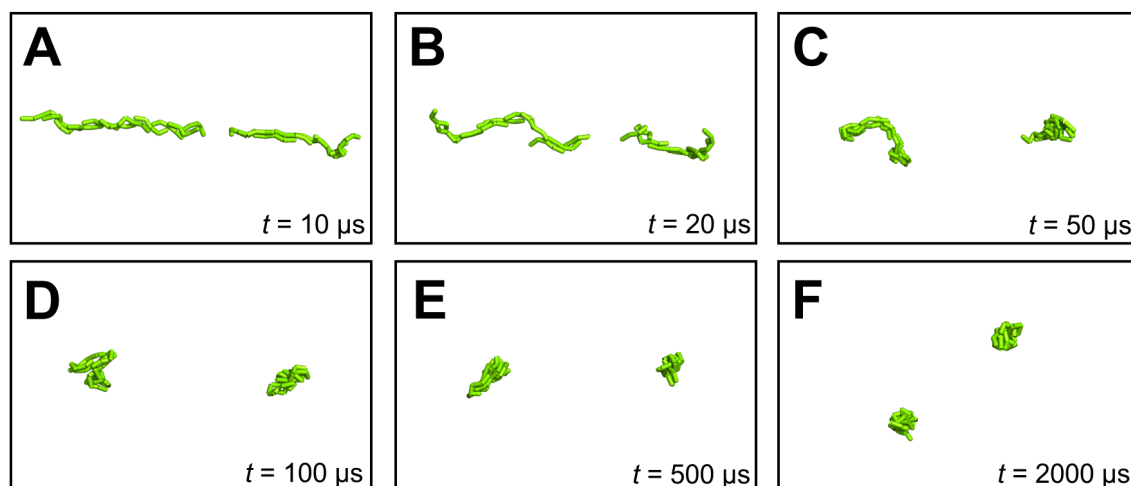 A
t = 10 µs
B
t = 20 µs
C
t = 50 µs
D
t = 100 µs
E
t = 500 µs
F
t = 2000 µs